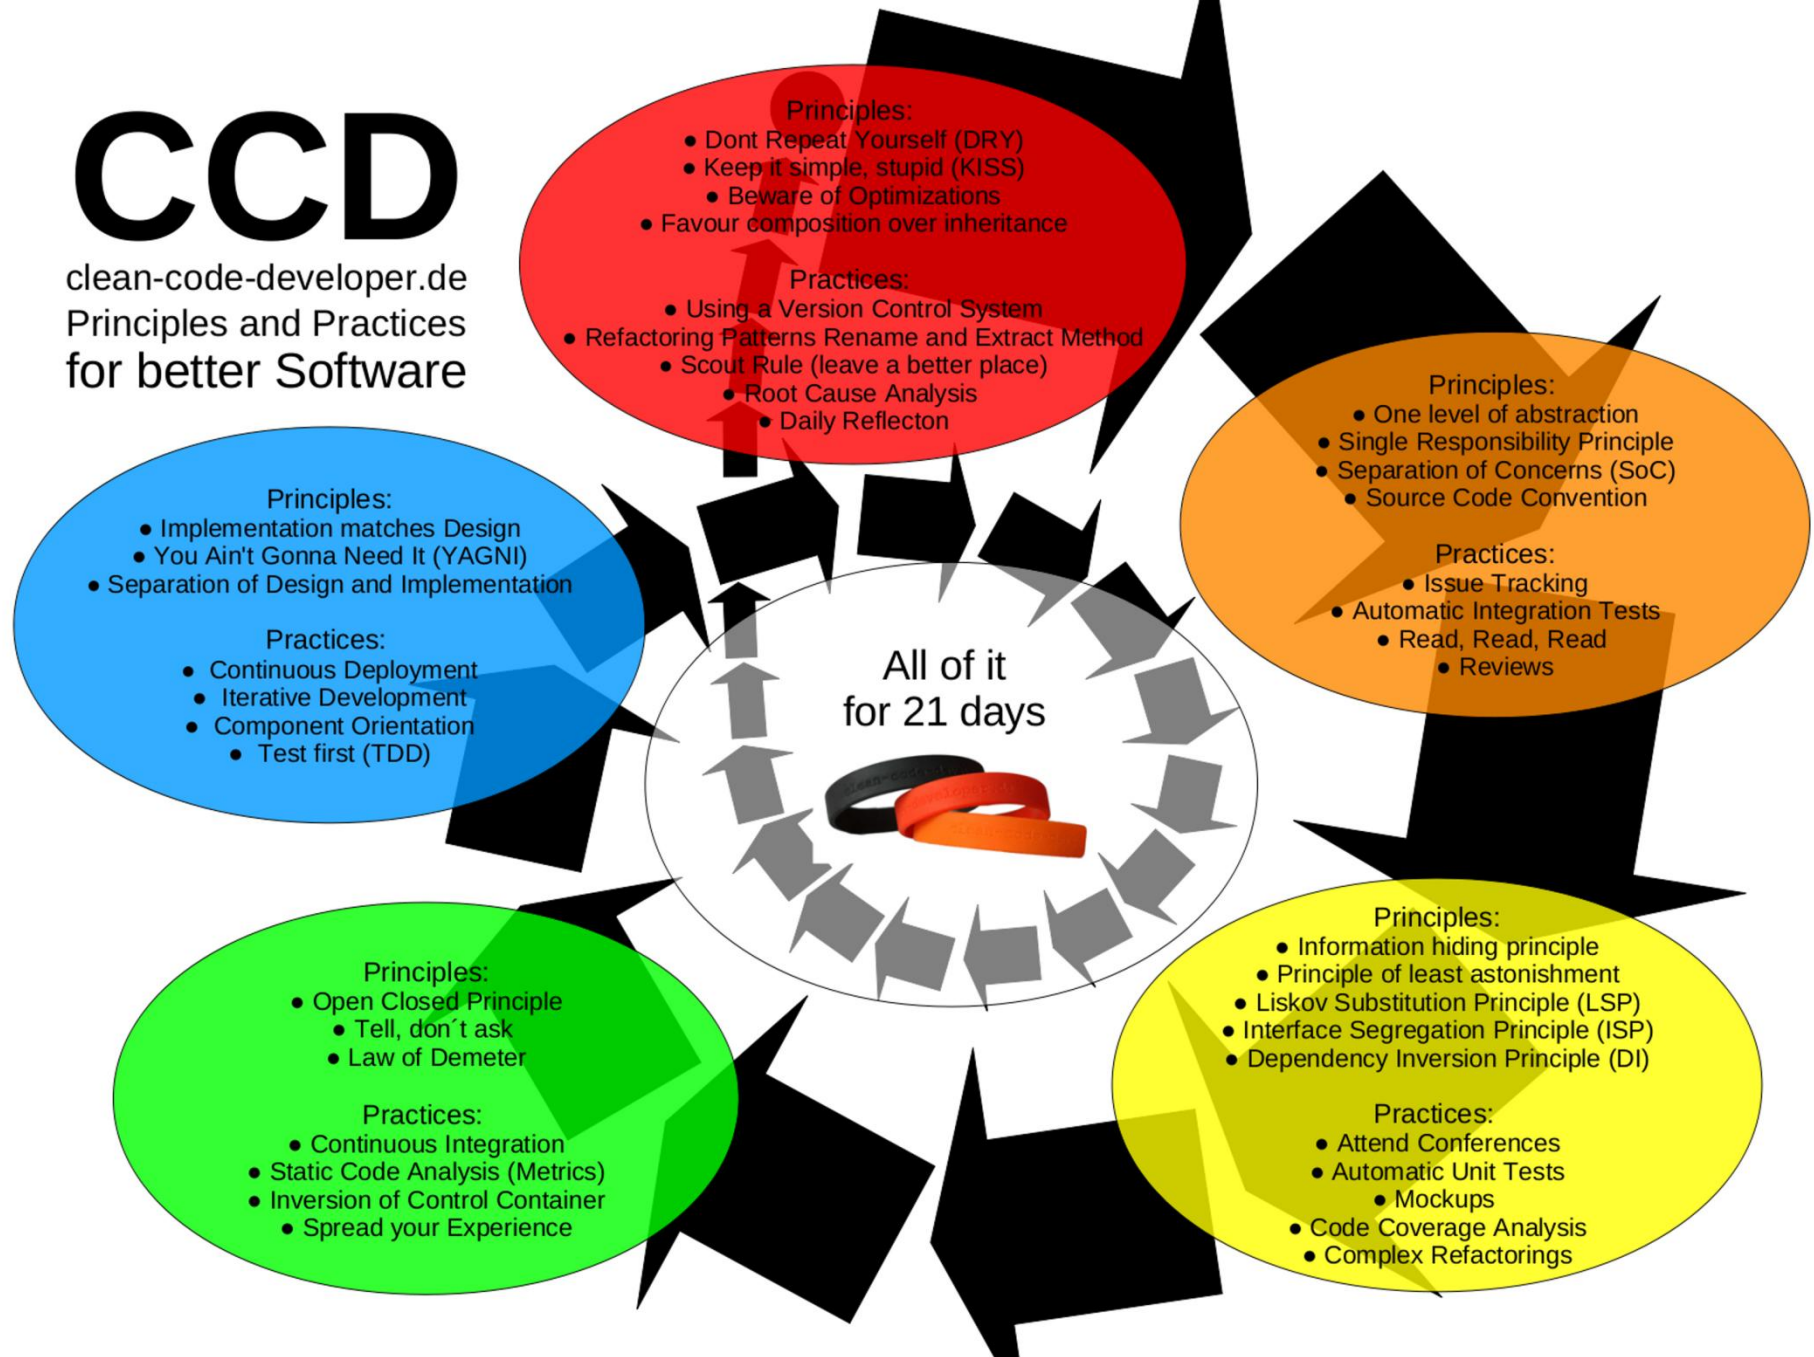 CCD
clean-code-developer.de
Principles and Practices
for better Software
Principles:
● Dont Repeat Yourself (DRY)
● Keep it simple, stupid (KISS)
● Beware of Optimizations
● Favour composition over inheritance
Practices:
● Using a Version Control System
● Refactoring Patterns Rename and Extract Method
● Scout Rule (leave a better place)
● Root Cause Analysis
● Daily Reflecton
Principles:
● One level of abstraction
● Single Responsibility Principle
● Separation of Concerns (SoC)
● Source Code Convention
Practices:
● Issue Tracking
● Automatic Integration Tests
● Read, Read, Read
● Reviews
Principles:
● Information hiding principle
● Principle of least astonishment
● Liskov Substitution Principle (LSP)
● Interface Segregation Principle (ISP)
● Dependency Inversion Principle (DI)
Practices:
● Attend Conferences
● Automatic Unit Tests
● Mockups
● Code Coverage Analysis
● Complex Refactorings
Principles:
● Open Closed Principle
● Tell, don´t ask
● Law of Demeter
Practices:
● Continuous Integration
● Static Code Analysis (Metrics)
● Inversion of Control Container
● Spread your Experience
Principles:
● Implementation matches Design
● You Ain't Gonna Need It (YAGNI)
● Separation of Design and Implementation
Practices:
● Continuous Deployment
● Iterative Development
● Component Orientation
● Test first (TDD)
All of it
for 21 days